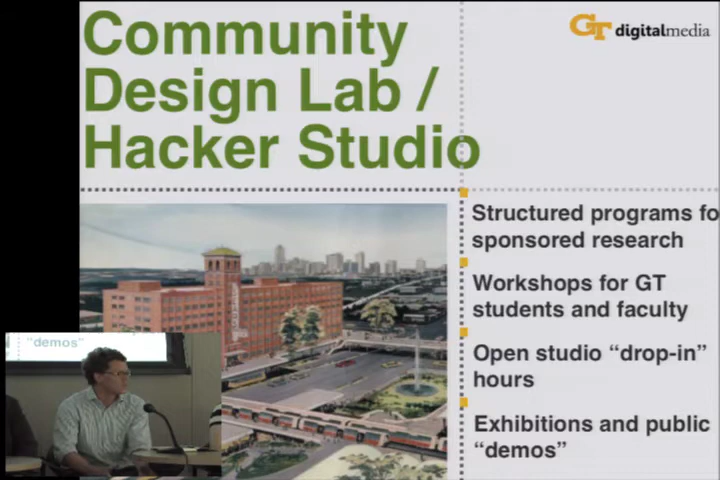 Community
Design Lab /
Hacker Studio
GT digitalmedia
Structured programs fo
sponsored research
Workshops for GT
students and faculty
Open studio “drop-in”
hours
Exhibitions and public
“demos”
“demos”